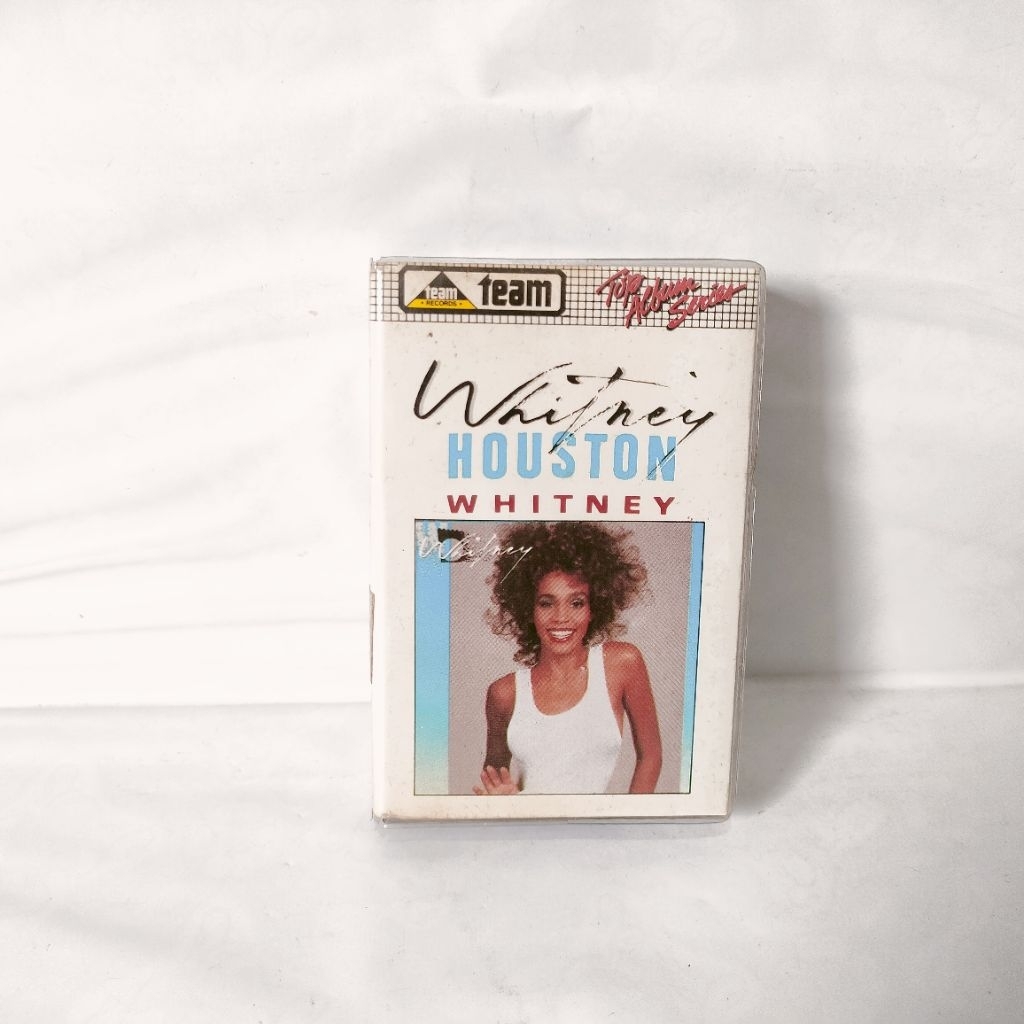 team
RECORDS
team
Top
Album
Series
Whitney
HOUSTON
WHITNEY
Whitney